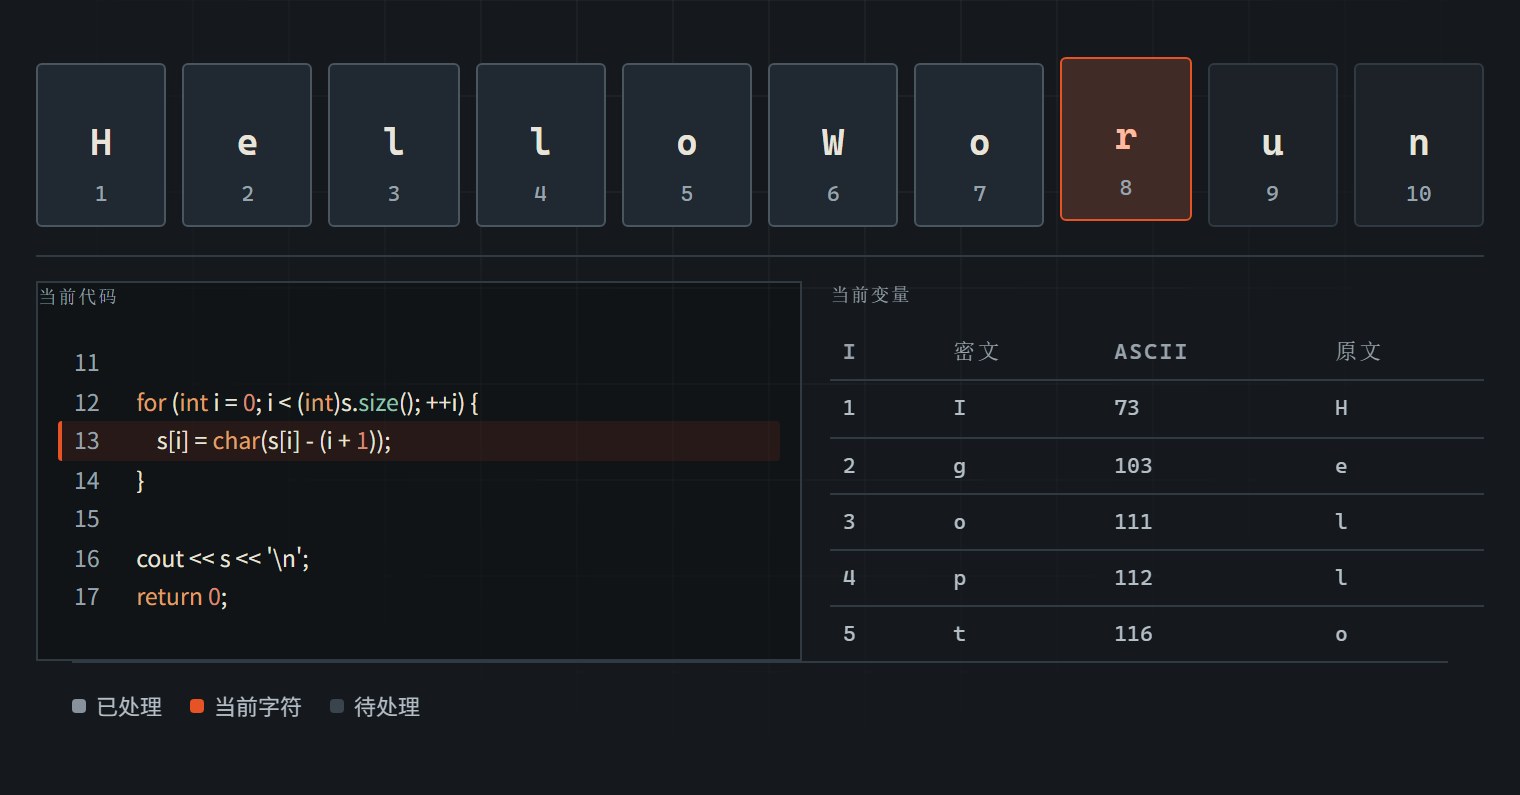 H e l l o W o r u n
1 2 3 4 5 6 7 8 9 10
当前代码
11
12 for (int i = 0; i < (int)s.size(); ++i) {
13 s[i] = char(s[i] - (i + 1));
14 }
15
16 cout << s << '\n';
17 return 0;
当前变量
I 密文 ASCII 原文
1 I 73 H
2 g 103 e
3 o 111 l
4 p 112 l
5 t 116 o
已处理 当前字符 待处理